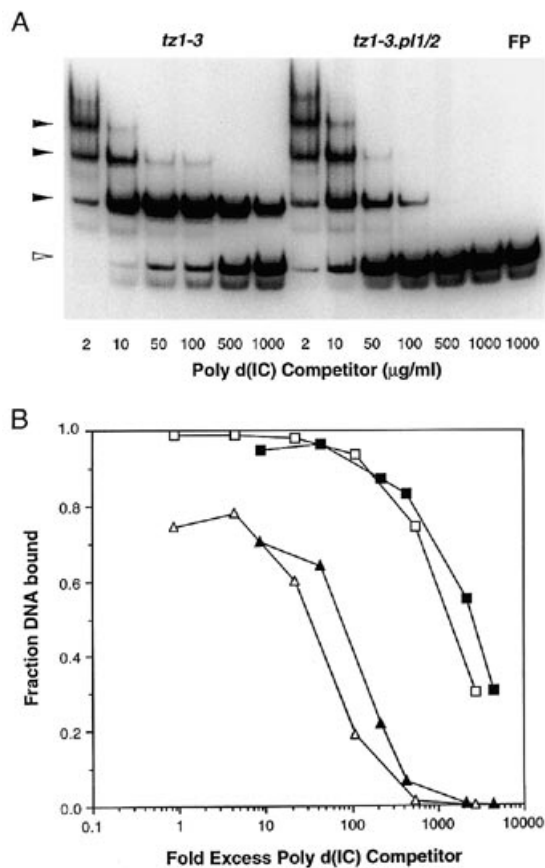 A
tz1-3 tz1-3.pl1/2 FP
2 10 50 100 500 1000 2 10 50 100 500 1000 1000
Poly d(IC) Competitor (µg/ml)
B
Fraction DNA bound
1.0
0.8
0.6
0.4
0.2
0.0
0.1 1 10 100 1000 10000
Fold Excess Poly d(IC) Competitor